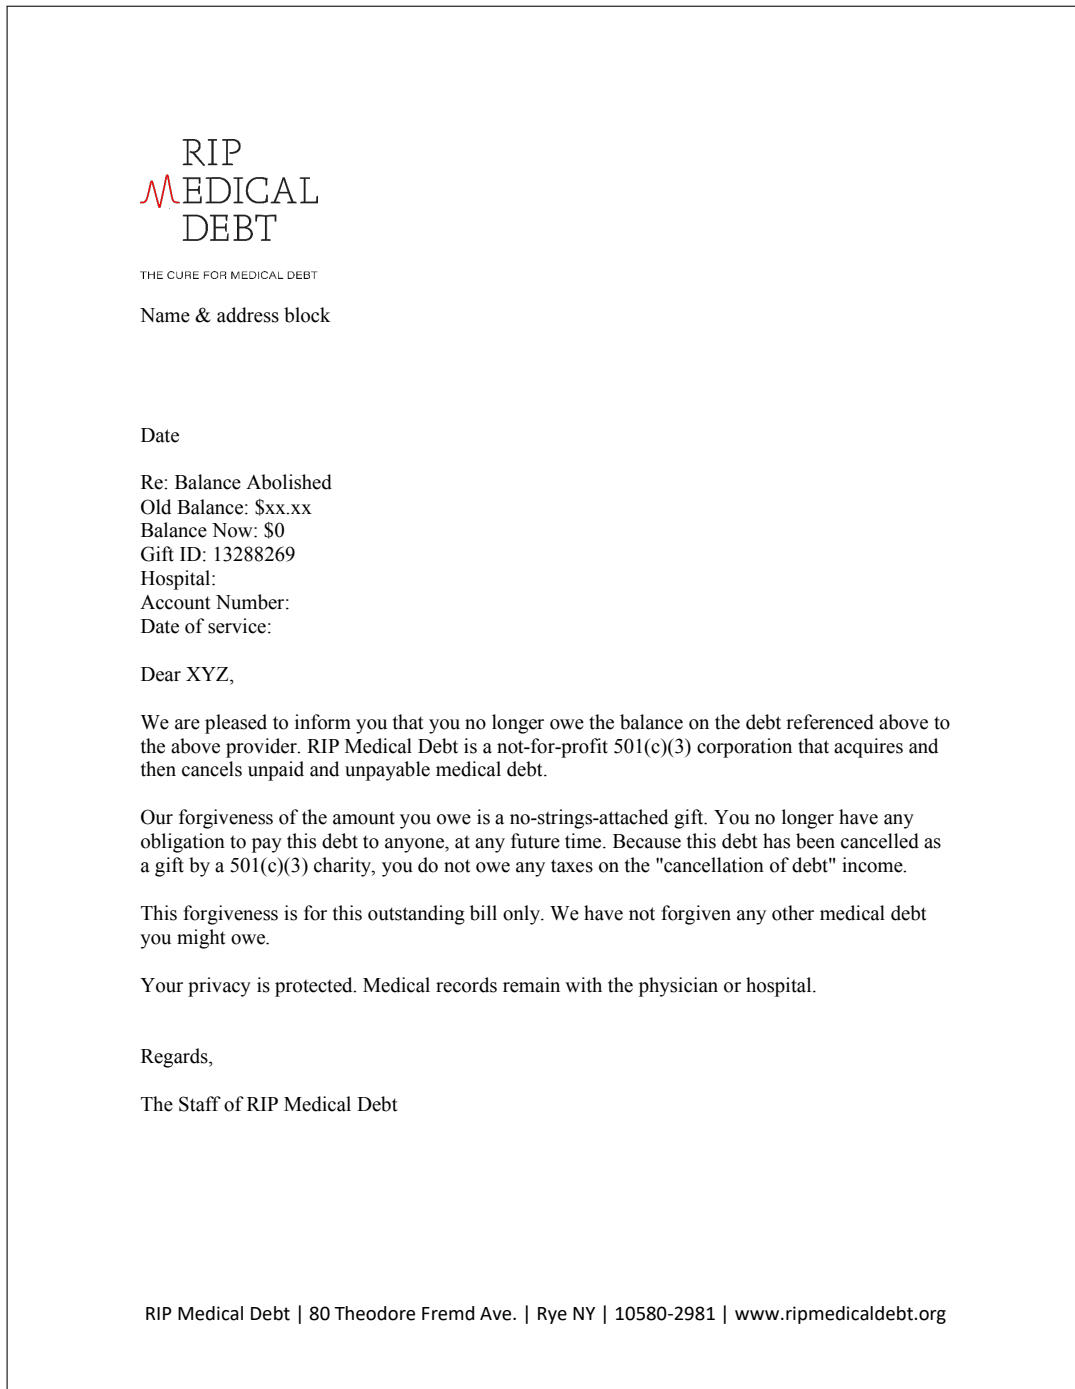 RIP
MEDICAL
DEBT
THE CURE FOR MEDICAL DEBT
Name & address block
Date
Re: Balance Abolished
Old Balance: $xx.xx
Balance Now: $0
Gift ID: 13288269
Hospital:
Account Number:
Date of service:
Dear XYZ,
We are pleased to inform you that you no longer owe the balance on the debt referenced above to
the above provider. RIP Medical Debt is a not-for-profit 501(c)(3) corporation that acquires and
then cancels unpaid and unpayable medical debt.
Our forgiveness of the amount you owe is a no-strings-attached gift. You no longer have any
obligation to pay this debt to anyone, at any future time. Because this debt has been cancelled as
a gift by a 501(c)(3) charity, you do not owe any taxes on the "cancellation of debt" income.
This forgiveness is for this outstanding bill only. We have not forgiven any other medical debt
you might owe.
Your privacy is protected. Medical records remain with the physician or hospital.
Regards,
The Staff of RIP Medical Debt
RIP Medical Debt | 80 Theodore Fremd Ave. | Rye NY | 10580-2981 | www.ripmedicaldebt.org